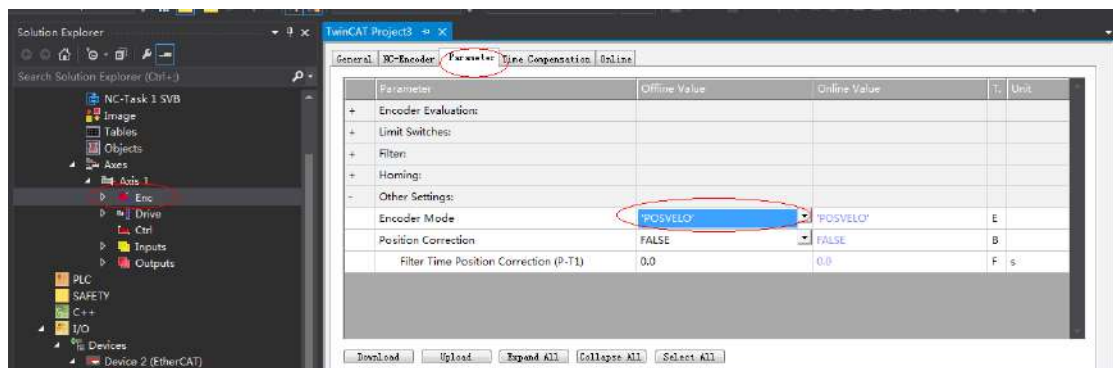 Solution Explorer
Search Solution Explorer (Ctrl+;)
NC-Task 1 SVB
Image
Tables
Objects
Axes
Axis 1
Enc
Drive
Ctrl
Inputs
Outputs
PLC
SAFETY
C++
I/O
Devices
Device 2 (EtherCAT)
TwinCAT Project3
General NC-Encoder Parameter Time Compensation Online
Parameter Offline Value Online Value T. Unit
+ Encoder Evaluation:
+ Limit Switches:
+ Filter:
+ Homing:
- Other Settings:
Encoder Mode 'POSVELO' 'POSVELO' E
Position Correction FALSE FALSE B
Filter Time Position Correction (P-T1) 0.0 0.0 F s
Download Upload Expand All Collapse All Select All